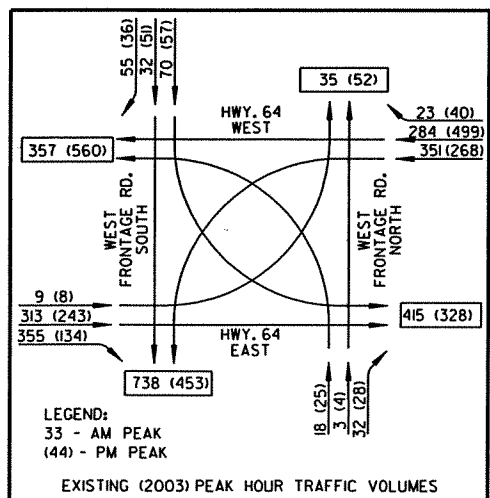 55 (36)
32 (51)
70 (57)
35 (52)
HWY. 64
WEST
23 (40)
284 (499)
351 (268)
357 (560)
WEST
FRONTAGE RD.
SOUTH
WEST
FRONTAGE RD.
NORTH
9 (8)
313 (243)
355 (134)
415 (328)
HWY. 64
EAST
738 (453)
18 (25)
3 (4)
32 (28)
LEGEND:
33 - AM PEAK
(44) - PM PEAK
EXISTING (2003) PEAK HOUR TRAFFIC VOLUMES